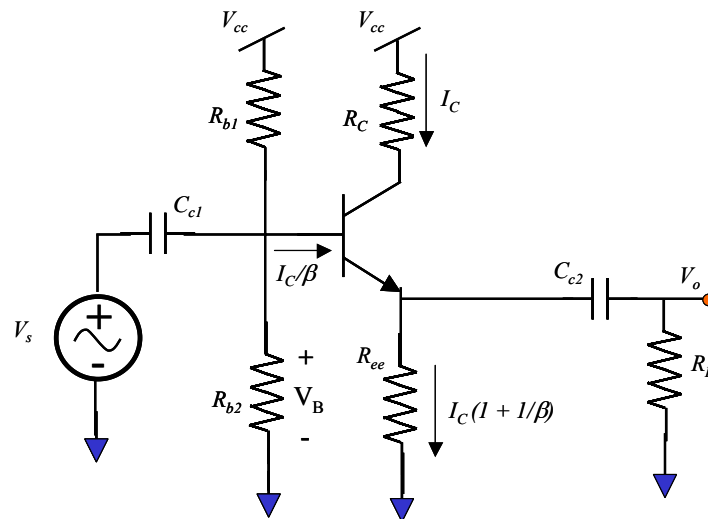 V_cc
V_cc
R_b1
R_C
I_C
C_c1
I_C/β
C_c2
V_o
V_s
+
-
R_b2
+
V_B
-
R_ee
I_C(1 + 1/β)